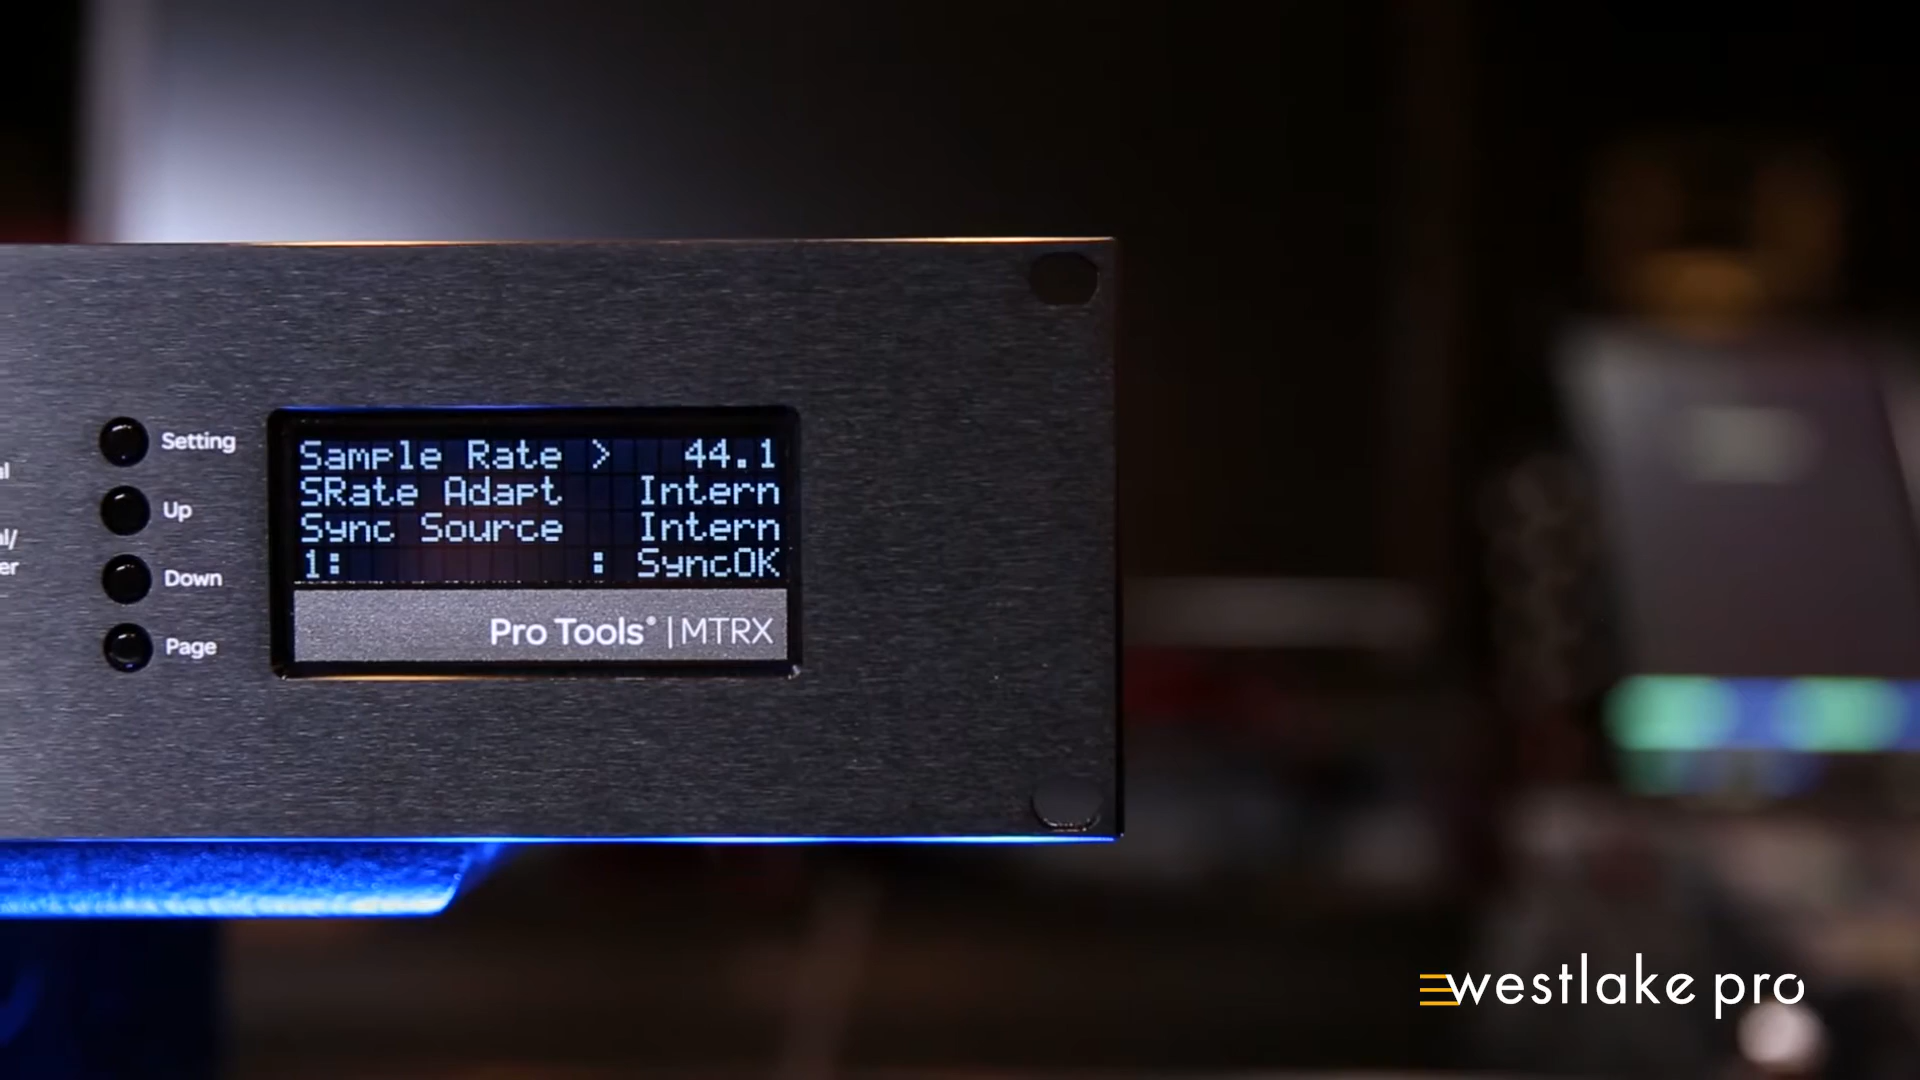 Setting
Up
Down
Page
Sample Rate > 44.1
SRate Adapt Intern
Sync Source Intern
1: : SyncOK
Pro Tools® | MTRX
westlake pro